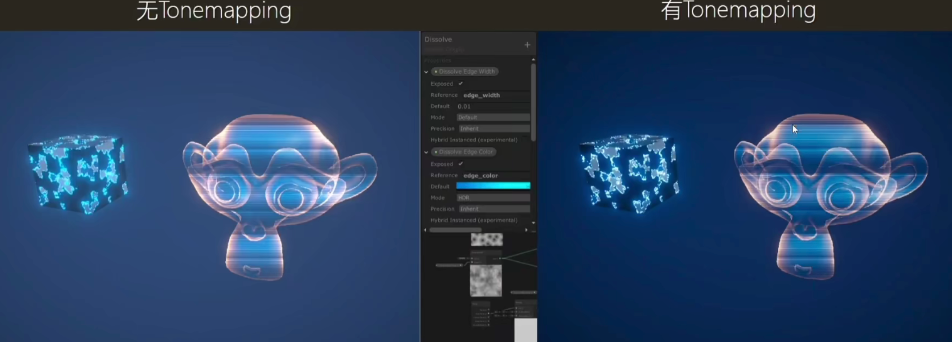 无Tonemapping
有Tonemapping
Dissolve
Dissolve Edge Width
Exposed
Reference edge_width
Default 0.01
Mode Default
Precision Inherit
Hybrid Instanced (experimental)
Dissolve Edge Color
Exposed
Reference edge_color
Default
Mode HDR
Precision Inherit
Hybrid Instanced (experimental)